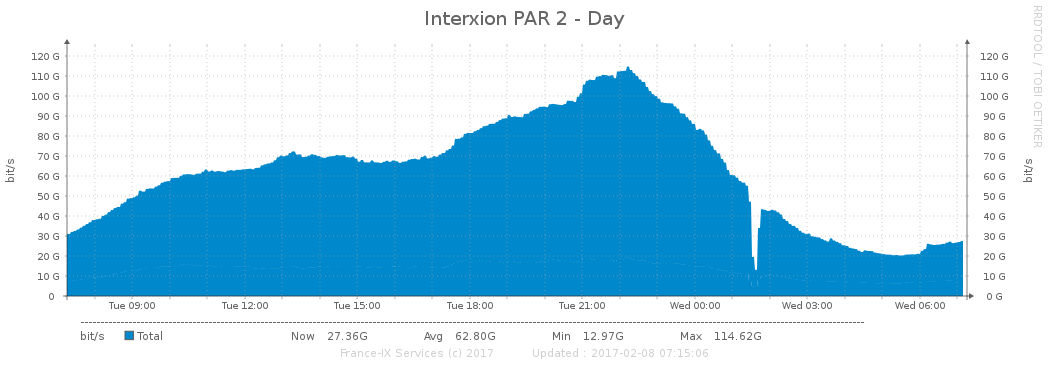 Interxion PAR 2 - Day
RRDTOOL / TOBI OETIKER
bit/s
120 G
110 G
100 G
90 G
80 G
70 G
60 G
50 G
40 G
30 G
20 G
10 G
0
120 G
110 G
100 G
90 G
80 G
70 G
60 G
50 G
40 G
30 G
20 G
10 G
0 G
bit/s
Tue 09:00 Tue 12:00 Tue 15:00 Tue 18:00 Tue 21:00 Wed 00:00 Wed 03:00 Wed 06:00
bit/s Total Now 27.36G Avg 62.80G Min 12.97G Max 114.62G
France-IX Services (c) 2017 Updated : 2017-02-08 07:15:06